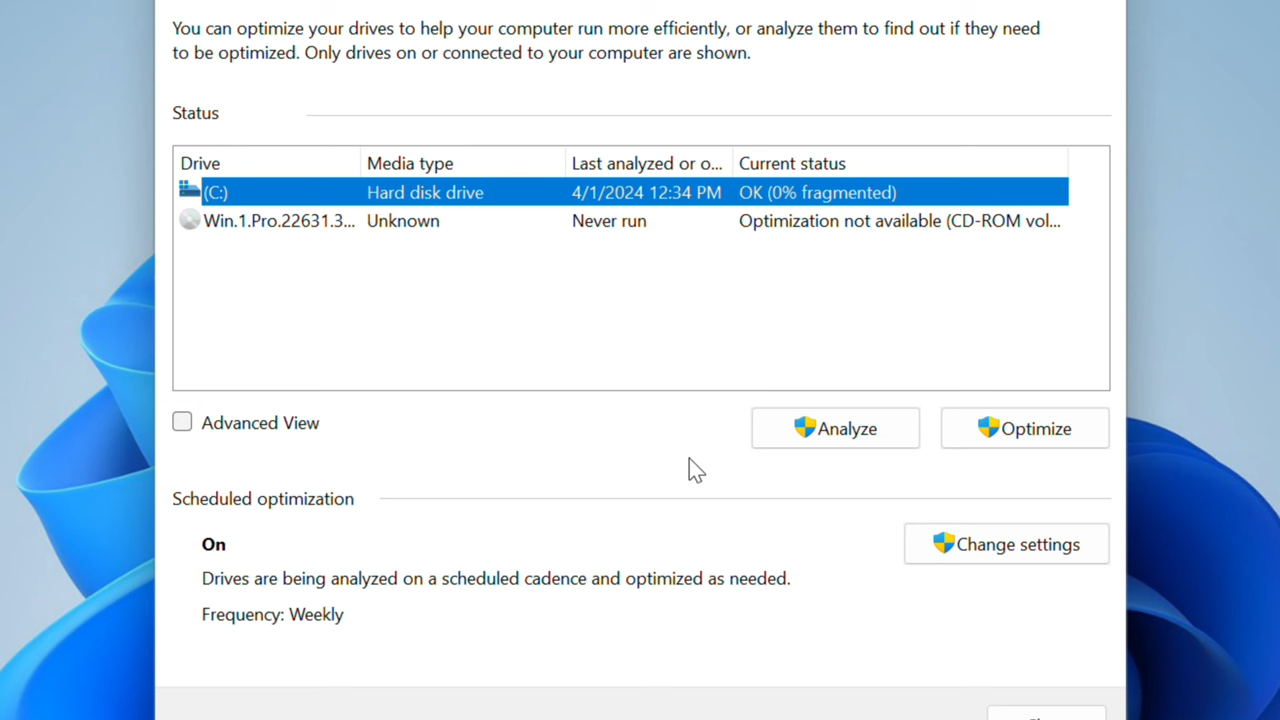 You can optimize your drives to help your computer run more efficiently, or analyze them to find out if they need
to be optimized. Only drives on or connected to your computer are shown.
Status
Drive Media type Last analyzed or o... Current status
(C:) Hard disk drive 4/1/2024 12:34 PM OK (0% fragmented)
Win.1.Pro.22631.3... Unknown Never run Optimization not available (CD-ROM vol...
Advanced View Analyze Optimize
Scheduled optimization
On Change settings
Drives are being analyzed on a scheduled cadence and optimized as needed.
Frequency: Weekly